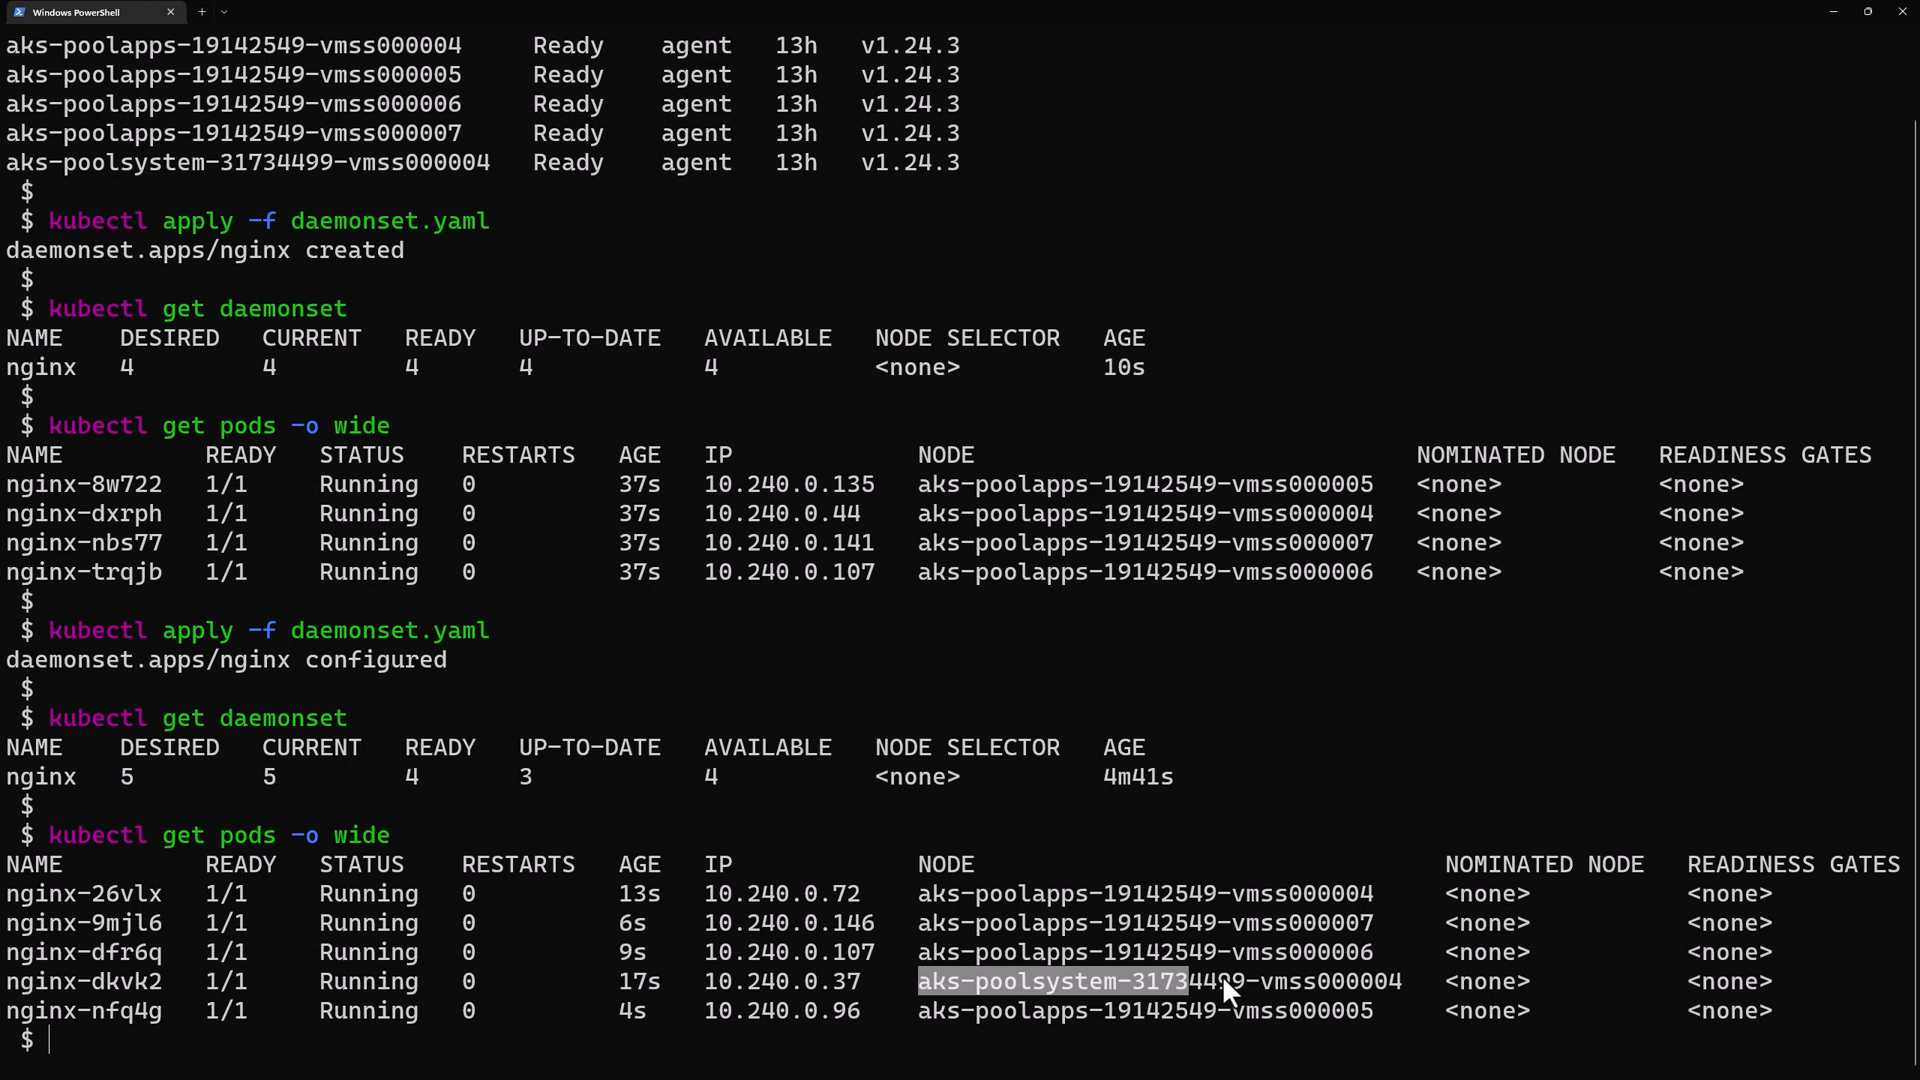 Windows PowerShell
aks-poolapps-19142549-vmss000004 Ready agent 13h v1.24.3
aks-poolapps-19142549-vmss000005 Ready agent 13h v1.24.3
aks-poolapps-19142549-vmss000006 Ready agent 13h v1.24.3
aks-poolapps-19142549-vmss000007 Ready agent 13h v1.24.3
aks-poolsystem-31734499-vmss000004 Ready agent 13h v1.24.3
$
$ kubectl apply -f daemonset.yaml
daemonset.apps/nginx created
$
$ kubectl get daemonset
NAME DESIRED CURRENT READY UP-TO-DATE AVAILABLE NODE SELECTOR AGE
nginx 4 4 4 4 4 <none> 10s
$
$ kubectl get pods -o wide
NAME READY STATUS RESTARTS AGE IP NODE NOMINATED NODE READINESS GATES
nginx-8w722 1/1 Running 0 37s 10.240.0.135 aks-poolapps-19142549-vmss000005 <none> <none>
nginx-dxrph 1/1 Running 0 37s 10.240.0.44 aks-poolapps-19142549-vmss000004 <none> <none>
nginx-nbs77 1/1 Running 0 37s 10.240.0.141 aks-poolapps-19142549-vmss000007 <none> <none>
nginx-trqjb 1/1 Running 0 37s 10.240.0.107 aks-poolapps-19142549-vmss000006 <none> <none>
$
$ kubectl apply -f daemonset.yaml
daemonset.apps/nginx configured
$
$ kubectl get daemonset
NAME DESIRED CURRENT READY UP-TO-DATE AVAILABLE NODE SELECTOR AGE
nginx 5 5 4 3 4 <none> 4m41s
$
$ kubectl get pods -o wide
NAME READY STATUS RESTARTS AGE IP NODE NOMINATED NODE READINESS GATES
nginx-26vlx 1/1 Running 0 13s 10.240.0.72 aks-poolapps-19142549-vmss000004 <none> <none>
nginx-9mjl6 1/1 Running 0 6s 10.240.0.146 aks-poolapps-19142549-vmss000007 <none> <none>
nginx-dfr6q 1/1 Running 0 9s 10.240.0.107 aks-poolapps-19142549-vmss000006 <none> <none>
nginx-dkvk2 1/1 Running 0 17s 10.240.0.37 aks-poolsystem-31734499-vmss000004 <none> <none>
nginx-nfq4g 1/1 Running 0 4s 10.240.0.96 aks-poolapps-19142549-vmss000005 <none> <none>
$